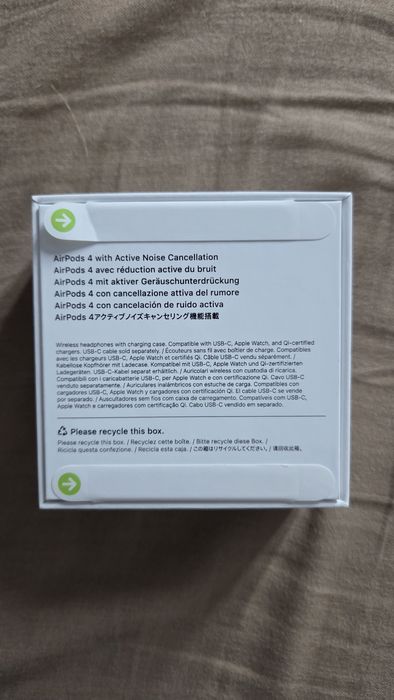 AirPods 4 with Active Noise Cancellation
AirPods 4 avec réduction active du bruit
AirPods 4 mit aktiver Geräuschunterdrückung
AirPods 4 con cancellazione attiva del rumore
AirPods 4 con cancelación de ruido activa
AirPods 4アクティブノイズキャンセリング機能搭載
Wireless headphones with charging case. Compatible with USB-C, Apple Watch, and Qi-certified
chargers. USB-C cable sold separately. / Écouteurs sans fil avec boîtier de charge. Compatibles
avec les chargeurs USB-C, Apple Watch et certifiés Qi. Câble USB-C vendu séparément. /
Kabellose Kopfhörer mit Ladecase. Kompatibel mit USB-C, Apple Watch und Qi-zertifizierten
Ladegeräten. USB-C-Kabel separat erhältlich. / Auricolari wireless con custodia di ricarica.
Compatibili con i caricabatterie USB-C, per Apple Watch e con certificazione Qi. Cavo USB-C
venduto separatamente. / Auriculares inalámbricos con estuche de carga. Compatibles con
cargadores USB-C, Apple Watch y cargadores con certificación Qi. El cable USB-C se vende
por separado. / Auscultadores sem fios com caixa de carregamento. Compatíveis com USB-C,
Apple Watch e carregadores com certificação Qi. Cabo USB-C vendido em separado.
Please recycle this box.
Please recycle this box. / Recyclez cette boîte. / Bitte recycle diese Box. /
Ricicla questa confezione. / Recicla esta caja. / この箱はリサイクルしてください。/ 请回收此箱。